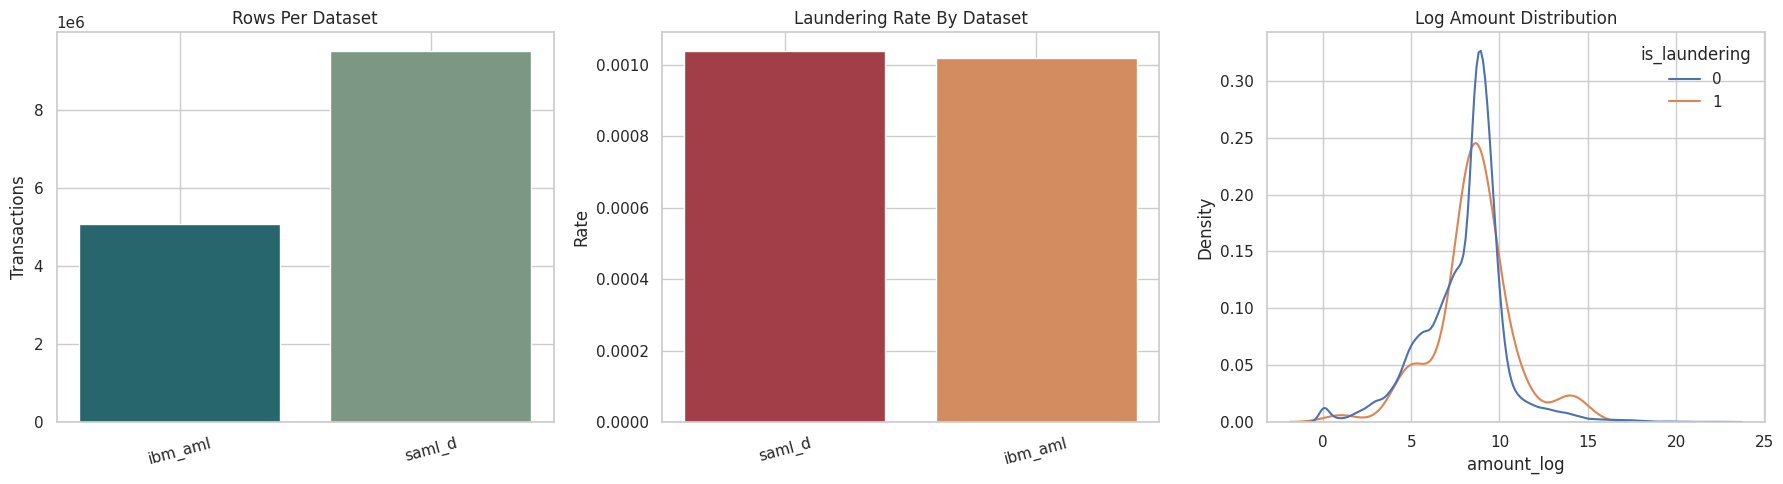 Rows Per Dataset
1e6
8
6
4
2
0
Transactions
ibm_aml
saml_d
Laundering Rate By Dataset
0.0010
0.0008
0.0006
0.0004
0.0002
0.0000
Rate
saml_d
ibm_aml
Log Amount Distribution
is_laundering
0
1
0.30
0.25
0.20
0.15
0.10
0.05
0.00
Density
0 5 10 15 20 25
amount_log